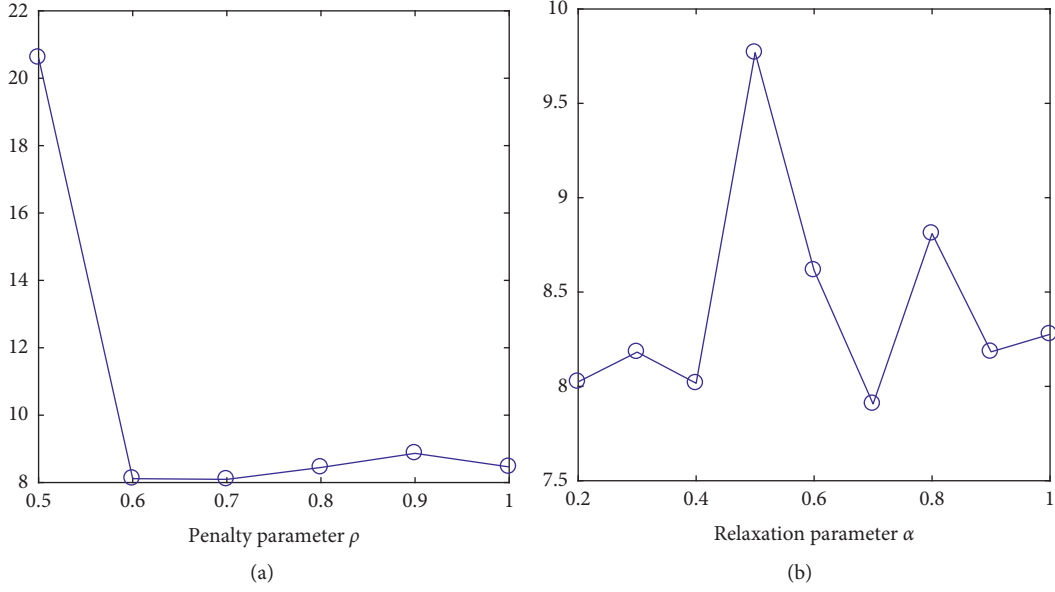 22
20
18
16
14
12
10
8
0.5 0.6 0.7 0.8 0.9 1
Penalty parameter ρ
(a)
10
9.5
9
8.5
8
7.5
0.2 0.4 0.6 0.8 1
Relaxation parameter α
(b)